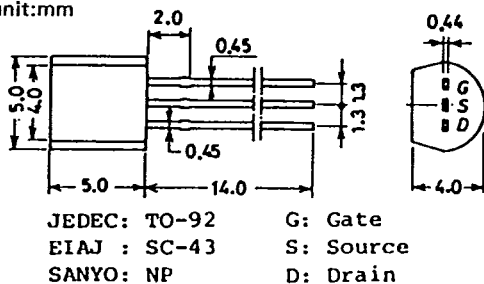 unit:mm
2.0
0.44
0.45
5.0
4.0
1.3
1.3
G
S
D
0.45
5.0
14.0
4.0
JEDEC: TO-92 G: Gate
EIAJ : SC-43 S: Source
SANYO: NP D: Drain